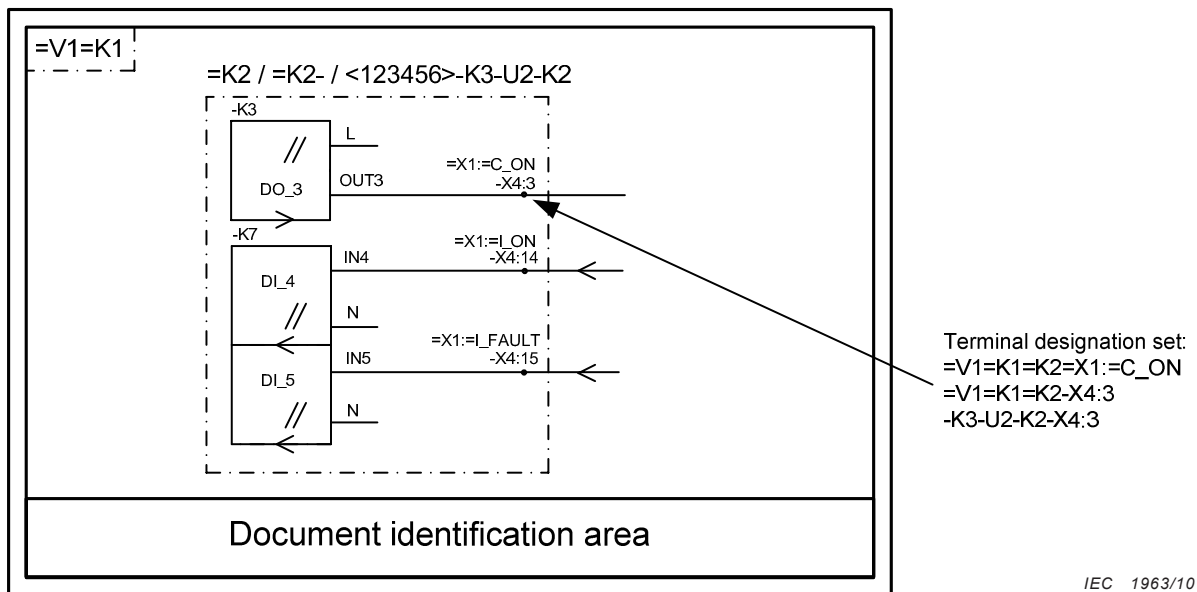 =V1=K1
=K2 / =K2- / <123456>-K3-U2-K2
-K3
L
=X1:=C_ON
OUT3
-X4:3
DO_3
-K7
=X1:=I_ON
IN4
-X4:14
DI_4
N
=X1:=I_FAULT
IN5
-X4:15
DI_5
N
Terminal designation set:
=V1=K1=K2=X1:=C_ON
=V1=K1=K2-X4:3
-K3-U2-K2-X4:3
Document identification area
IEC 1963/10